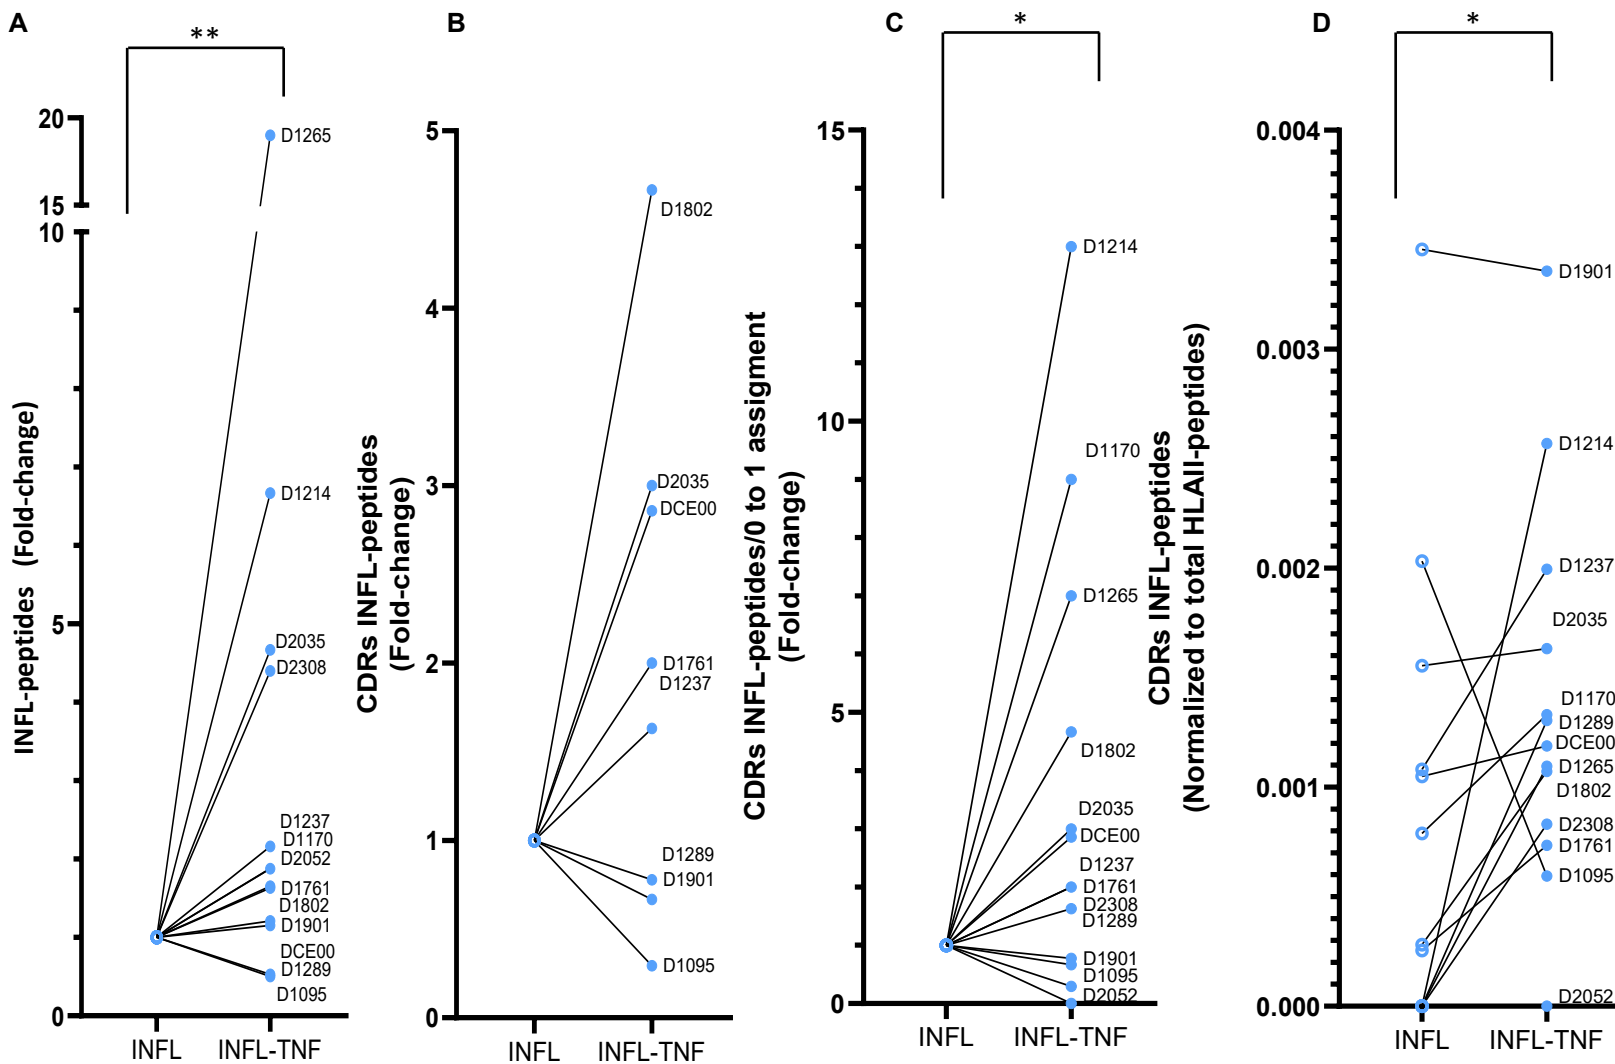 A
**
20
15
10
5
0
INFL-peptides (Fold-change)
D1265
D1214
D2035
D2308
D1237
D1170
D2052
D1761
D1802
D1901
DCE00
D1289
D1095
INFL
INFL-TNF
B
5
4
3
2
1
0
CDRs INFL-peptides
(Fold-change)
D1802
D2035
DCE00
D1761
D1237
D1289
D1901
D1095
INFL
INFL-TNF
C
*
15
10
5
0
CDRs INFL-peptides/0 to 1 assigment
(Fold-change)
D1214
D1170
D1265
D1802
D2035
DCE00
D1237
D1761
D2308
D1289
D1901
D1095
D2052
INFL
INFL-TNF
D
*
0.004
0.003
0.002
0.001
0.000
CDRs INFL-peptides
(Normalized to total HLAII-peptides)
D1901
D1214
D1237
D2035
D1170
D1289
DCE00
D1265
D1802
D2308
D1761
D1095
D2052
INFL
INFL-TNF